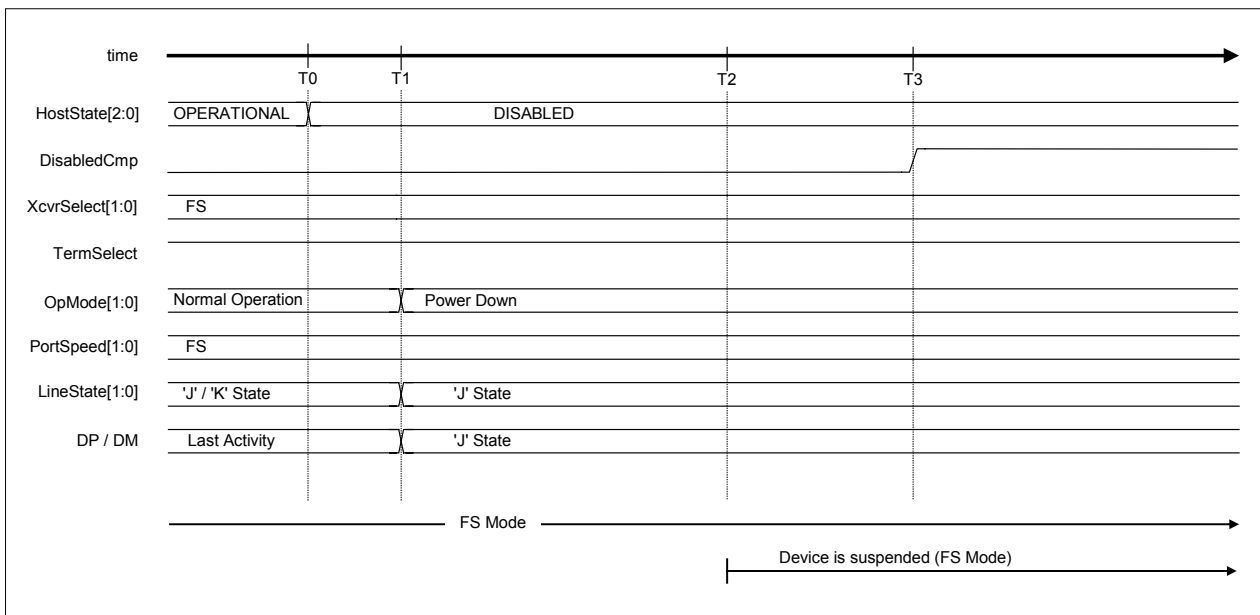 time
T0 T1 T2 T3
HostState[2:0] OPERATIONAL DISABLED
DisabledCmp
XcvrSelect[1:0] FS
TermSelect
OpMode[1:0] Normal Operation Power Down
PortSpeed[1:0] FS
LineState[1:0] 'J' / 'K' State 'J' State
DP / DM Last Activity 'J' State
FS Mode
Device is suspended (FS Mode)